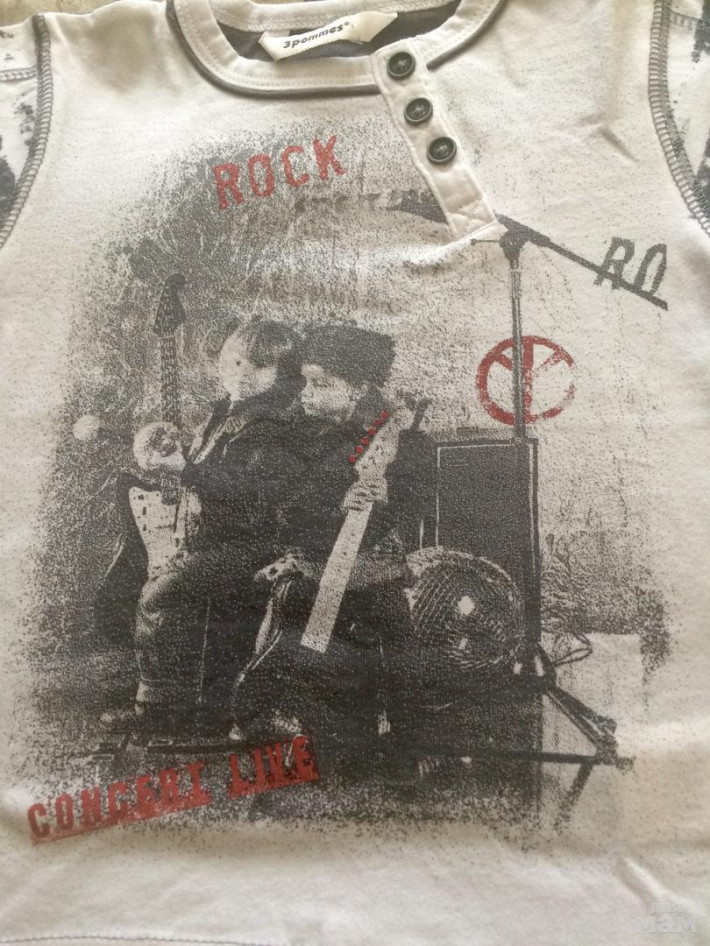 3pommes®
ROCK
RO
CONCERT LIVE